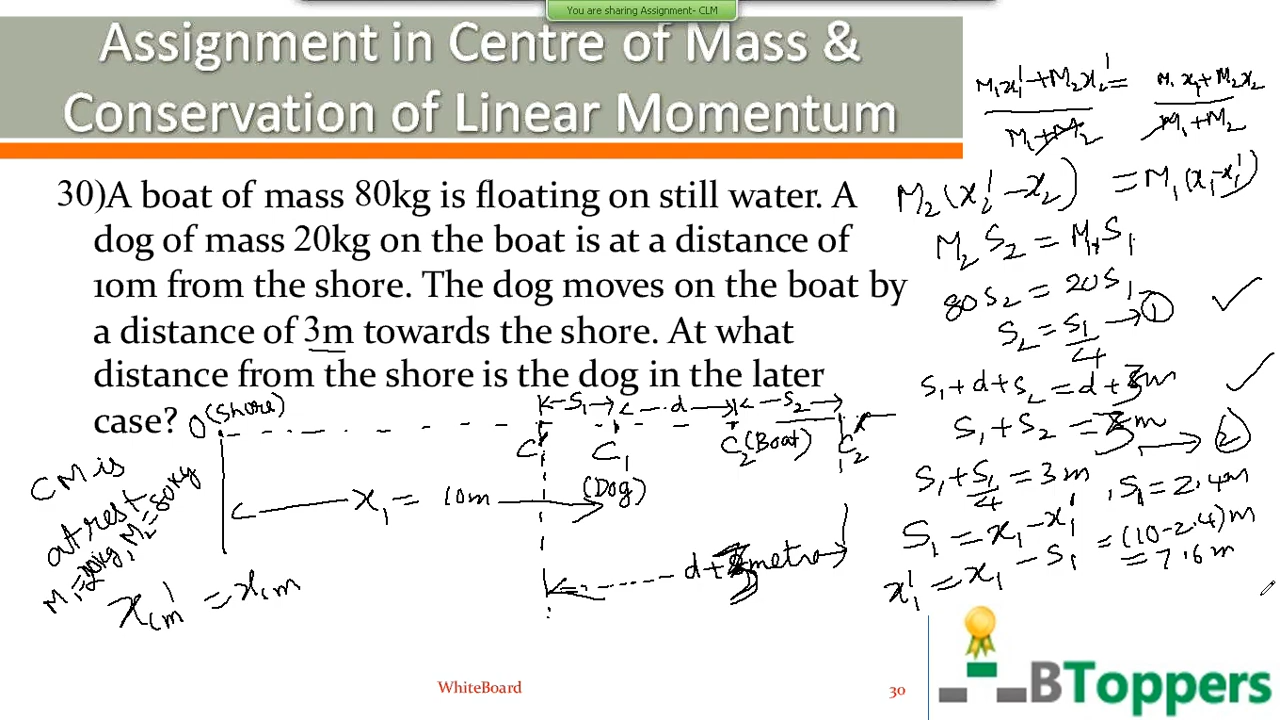 You are sharing Assignment- CLM
Assignment in Centre of Mass &
Conservation of Linear Momentum
30)A boat of mass 80kg is floating on still water. A
dog of mass 20kg on the boat is at a distance of
10m from the shore. The dog moves on the boat by
a distance of 3m towards the shore. At what
distance from the shore is the dog in the later
case?
O (Shore)
S₁
d
S₂
C₁'
C₁
(Dog)
C₂ (Boat)
C₂'
x₁ = 10m
d+3 metre
CM is
at rest
M₁=20kg, M₂=80kg
x'cm = xcm
M₁x₁' + M₂x₂' = M₁x₁ + M₂x₂
M₁+M₂ M₁+M₂
M₂(x₂' - x₂) = M₁(x₁-x₁')
M₂S₂ = M₁S₁
80S₂ = 20S₁
S₂ = S₁/4 → ①
S₁+d+S₂ = d+3m
S₁+S₂ = 3m → ②
S₁+S₁/4 = 3m , S₁ = 2.4m
S₁ = x₁-x₁'
x₁' = x₁ - S₁ = (10-2.4)m
= 7.6m
BToppers
WhiteBoard
30